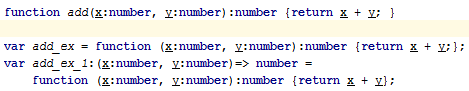 function add(x:number, y:number):number {return x + y; }
var add_ex = function (x:number, y:number):number {return x + y;};
var add_ex_1:(x:number, y:number)=> number =
function (x:number, y:number):number {return x + y};